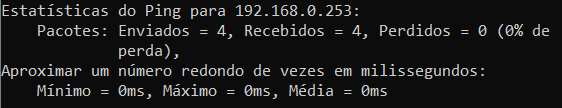 Estatísticas do Ping para 192.168.0.253:
Pacotes: Enviados = 4, Recebidos = 4, Perdidos = 0 (0% de
perda),
Aproximar um número redondo de vezes em milissegundos:
Mínimo = 0ms, Máximo = 0ms, Média = 0ms